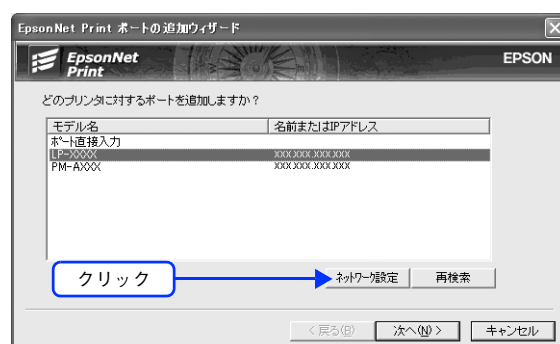 EpsonNet Print ポートの追加ウィザード
EpsonNet
Print
EPSON
どのプリンタに対するポートを追加しますか？
モデル名 名前またはIPアドレス
ポート直接入力
LP-XXXX XXX.XXX.XXX.XXX
PM-AXXX XXX.XXX.XXX.XXX
クリック ネットワーク設定 再検索
< 戻る(B) 次へ(N) > キャンセル